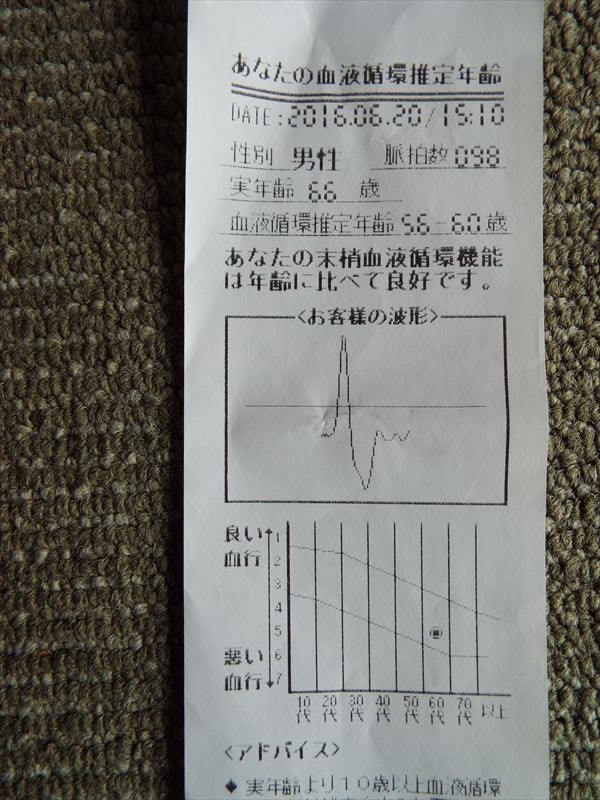 あなたの血液循環推定年齢
DATE:2016.06.20/15:10
性別 男性 脈拍数 098
実年齢 66 歳
血液循環推定年齢 56-60歳
あなたの末梢血液循環機能
は年齢に比べて良好です。
<お客様の波形>
良い
血行
1
2
3
4
5
6
7
悪い
血行
10代 20代 30代 40代 50代 60代 70代 以上
<アドバイス>
◆ 実年齢より10歳以上血液循環